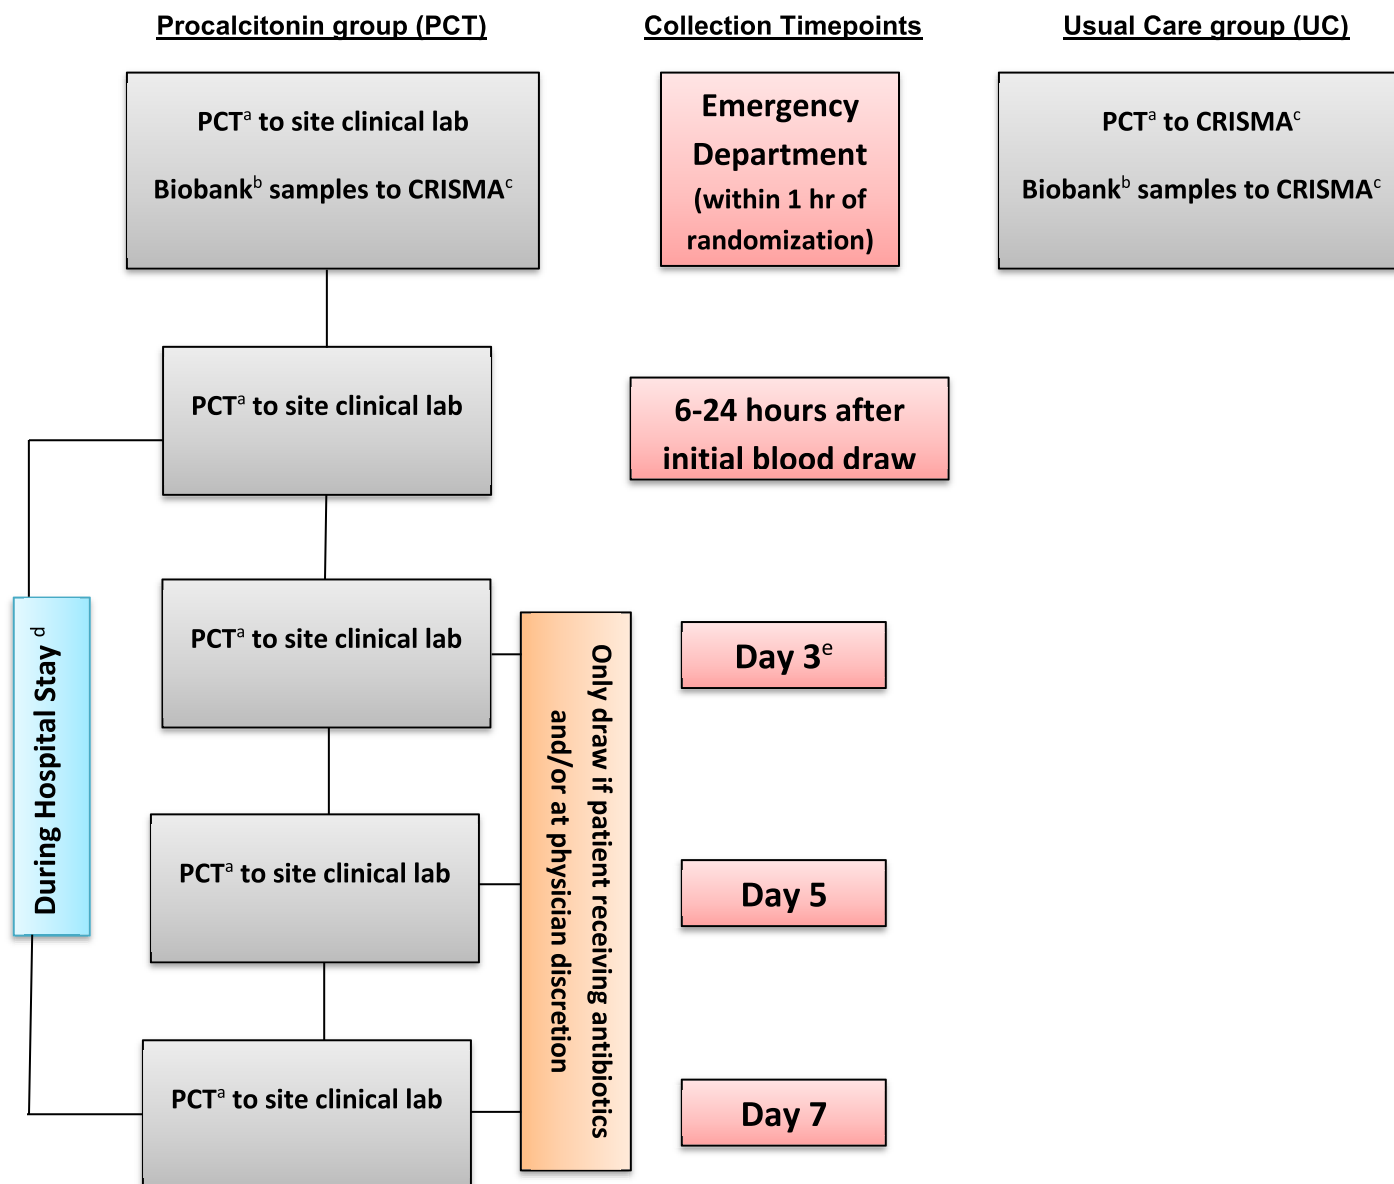 Procalcitonin group (PCT)
Collection Timepoints
Usual Care group (UC)
PCTᵃ to site clinical lab
Biobankᵇ samples to CRISMAᶜ
Emergency
Department
(within 1 hr of
randomization)
PCTᵃ to CRISMAᶜ
Biobankᵇ samples to CRISMAᶜ
PCTᵃ to site clinical lab
6-24 hours after
initial blood draw
During Hospital Stay ᵈ
PCTᵃ to site clinical lab
Only draw if patient receiving antibiotics
and/or at physician discretion
Day 3ᵉ
PCTᵃ to site clinical lab
Day 5
PCTᵃ to site clinical lab
Day 7